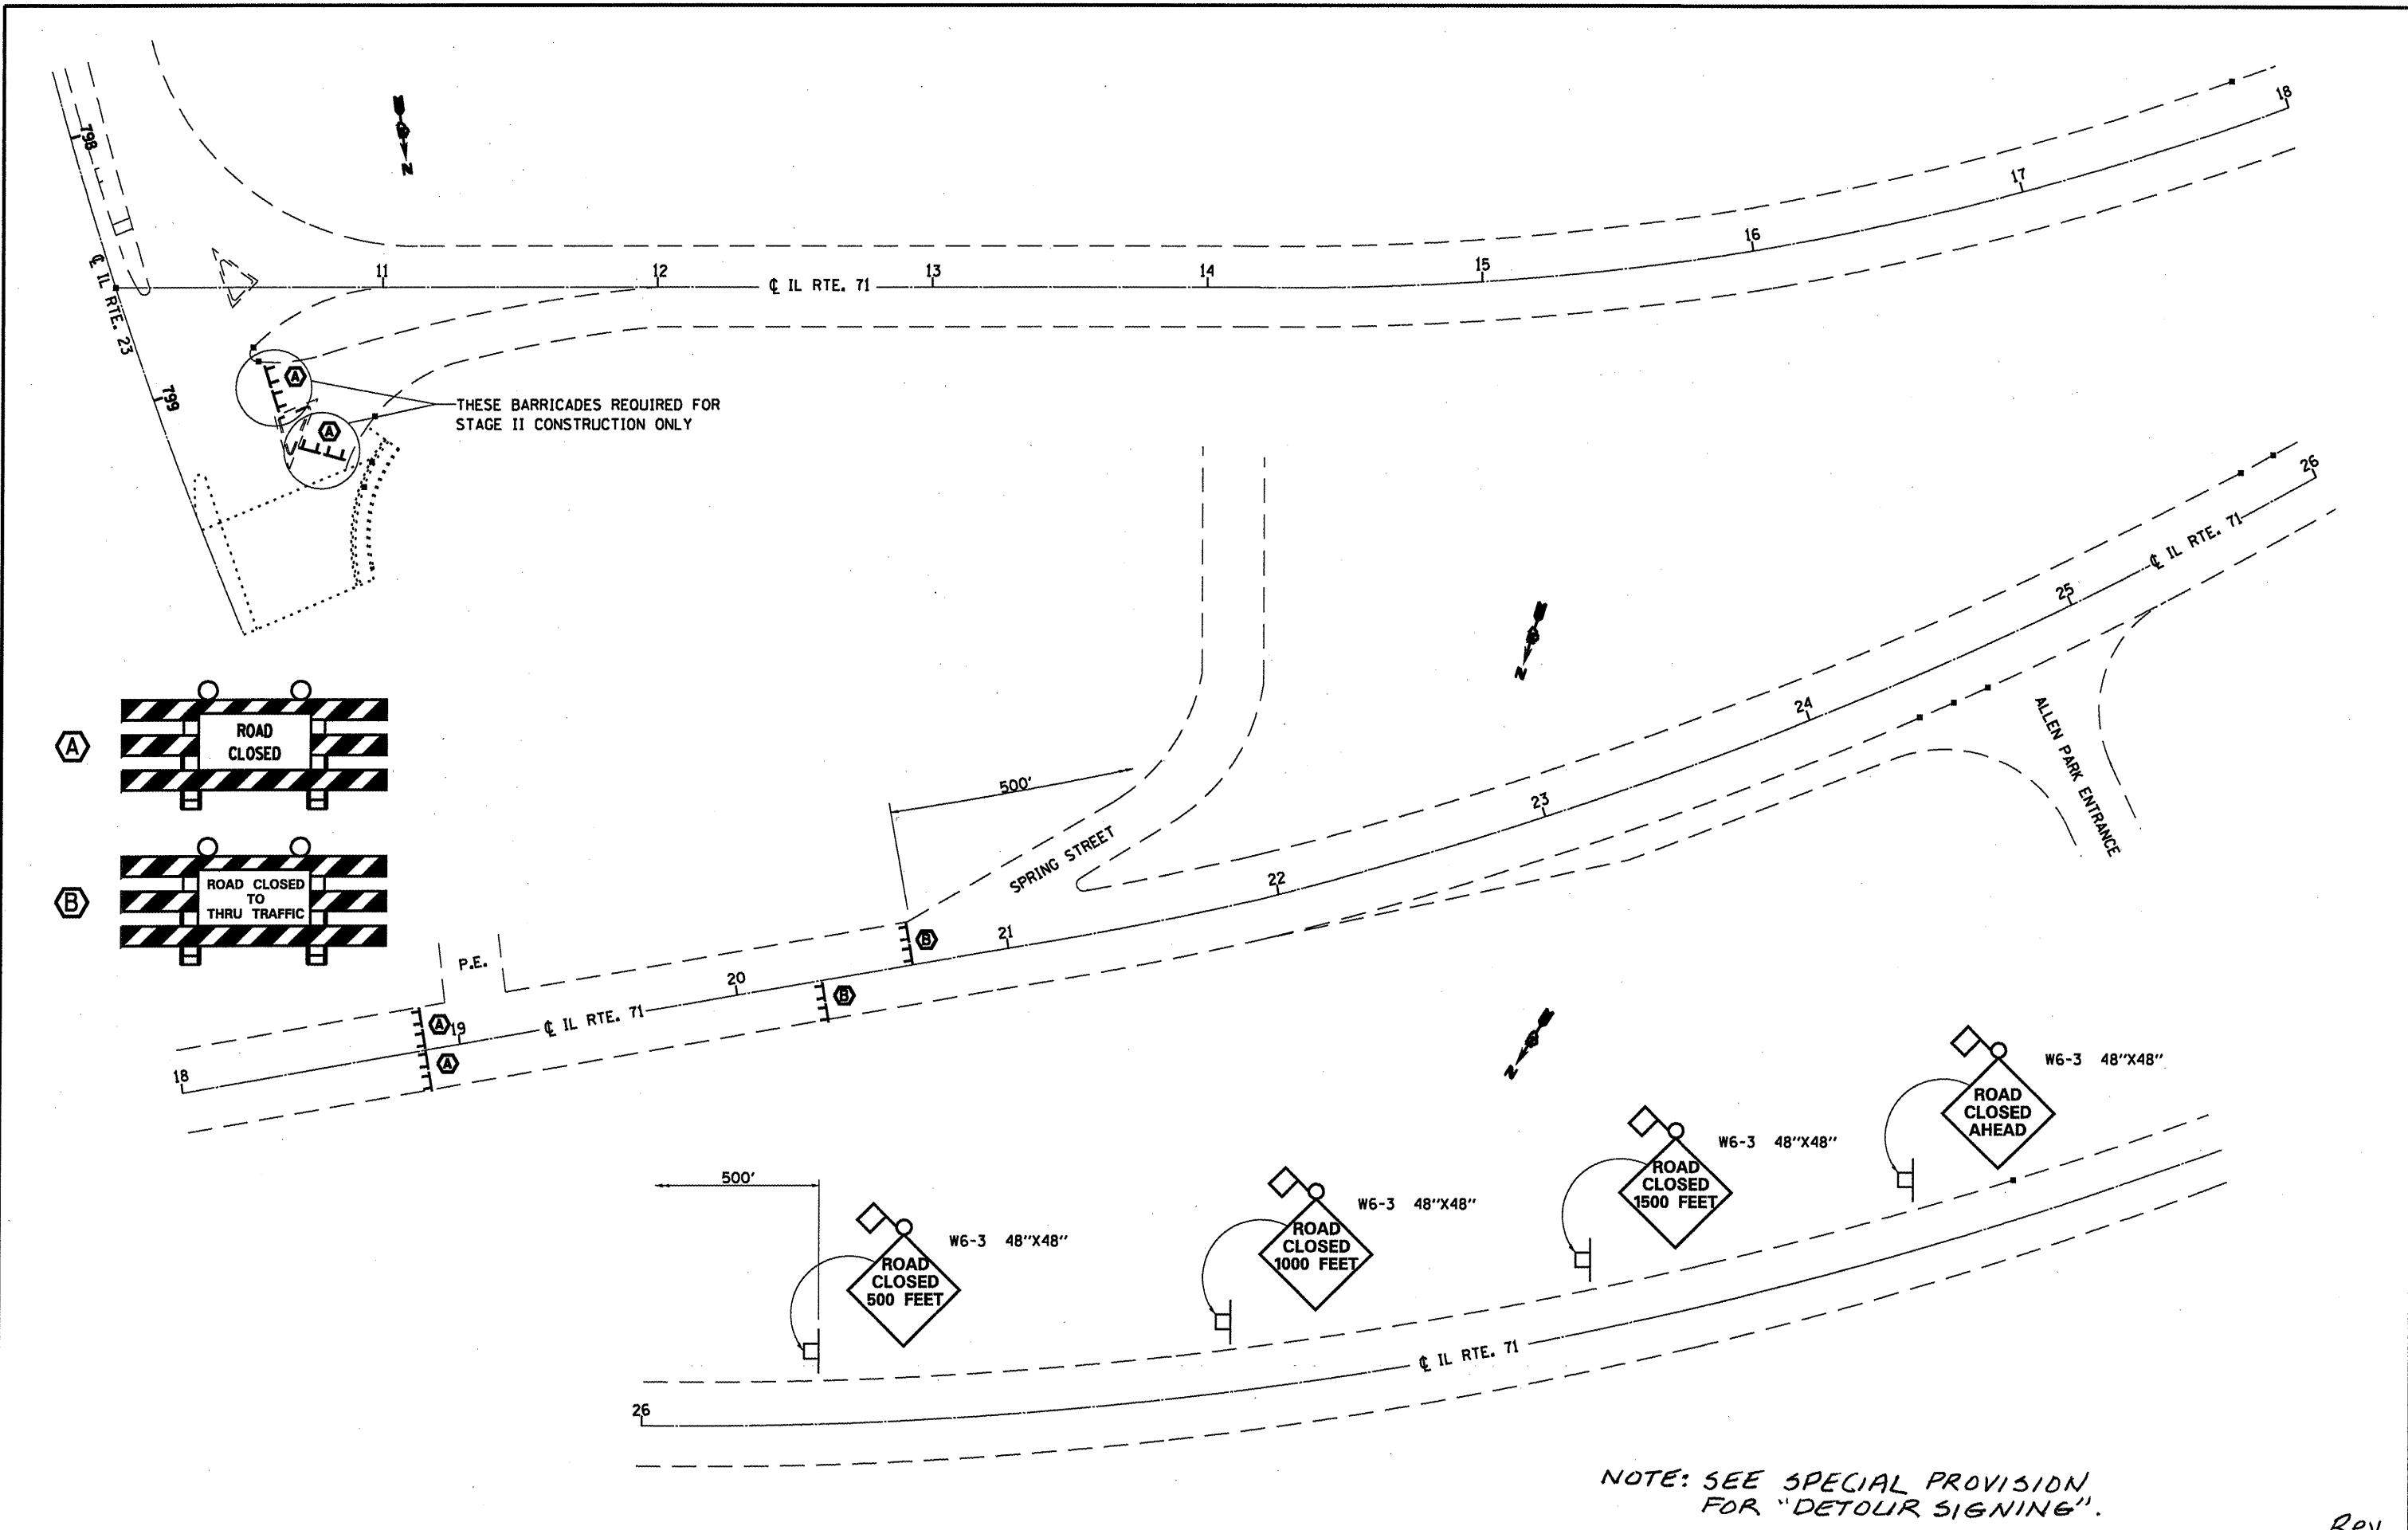 798
℄ IL RTE. 23
799
N
11
12
℄ IL RTE. 71
13
14
15
16
17
18
A
A
THESE BARRICADES REQUIRED FOR
STAGE II CONSTRUCTION ONLY
A
ROAD
CLOSED
B
ROAD CLOSED
TO
THRU TRAFFIC
18
A
19
A
P.E.
℄ IL RTE. 71
20
B
B
500'
SPRING STREET
21
22
23
24
25
℄ IL RTE. 71
26
N
ALLEN PARK ENTRANCE
N
500'
ROAD
CLOSED
500 FEET
W6-3 48"X48"
ROAD
CLOSED
1000 FEET
W6-3 48"X48"
ROAD
CLOSED
1500 FEET
W6-3 48"X48"
ROAD
CLOSED
AHEAD
W6-3 48"X48"
26
℄ IL RTE. 71
NOTE: SEE SPECIAL PROVISION
FOR "DETOUR SIGNING".
Rev.